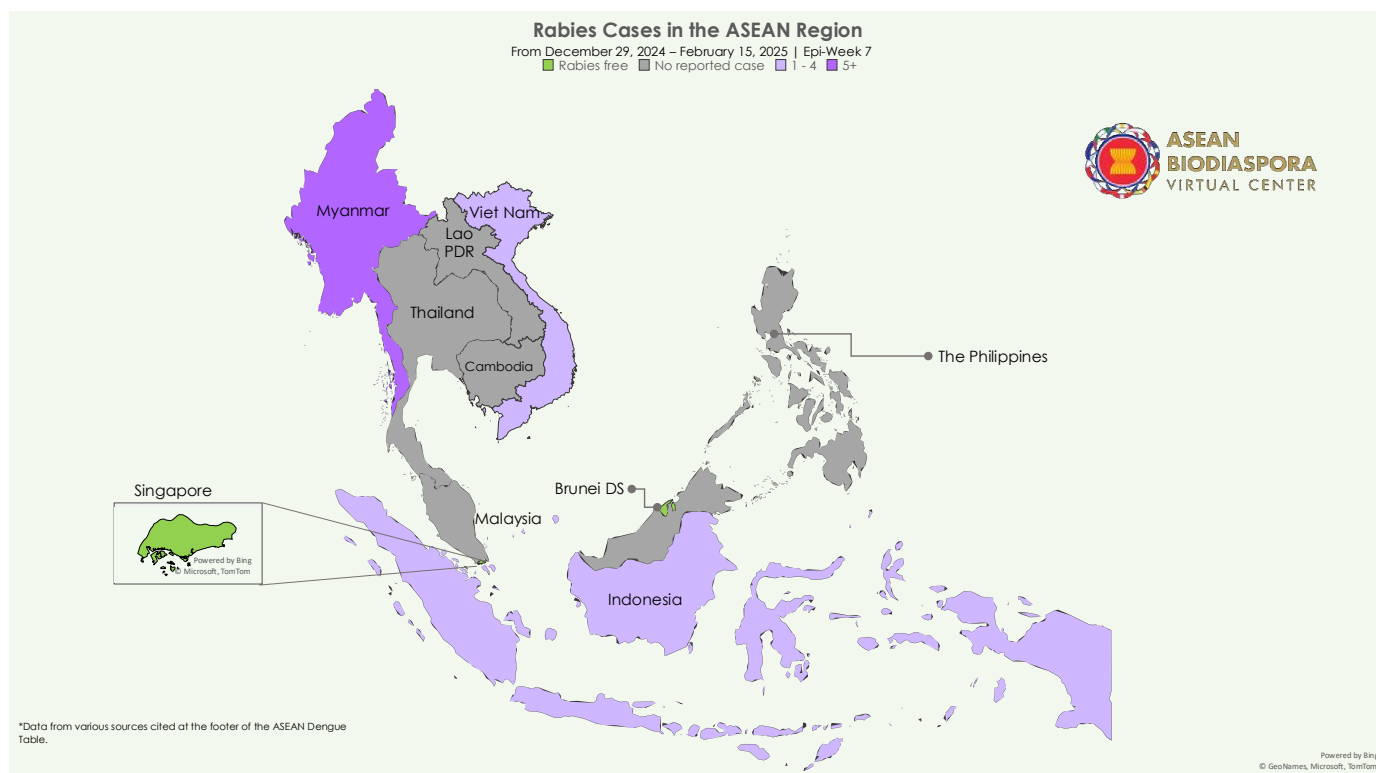 Rabies Cases in the ASEAN Region
From December 29, 2024 – February 15, 2025 | Epi-Week 7
Rabies free No reported case 1 - 4 5+
ASEAN
BIODIASPORA
VIRTUAL CENTER
Myanmar
Viet Nam
Lao
PDR
Thailand
Cambodia
The Philippines
Singapore
Brunei DS
Malaysia
Powered by Bing
© Microsoft, TomTom
Indonesia
*Data from various sources cited at the footer of the ASEAN Dengue
Table.
Powered by Bing
© GeoNames, Microsoft, TomTom